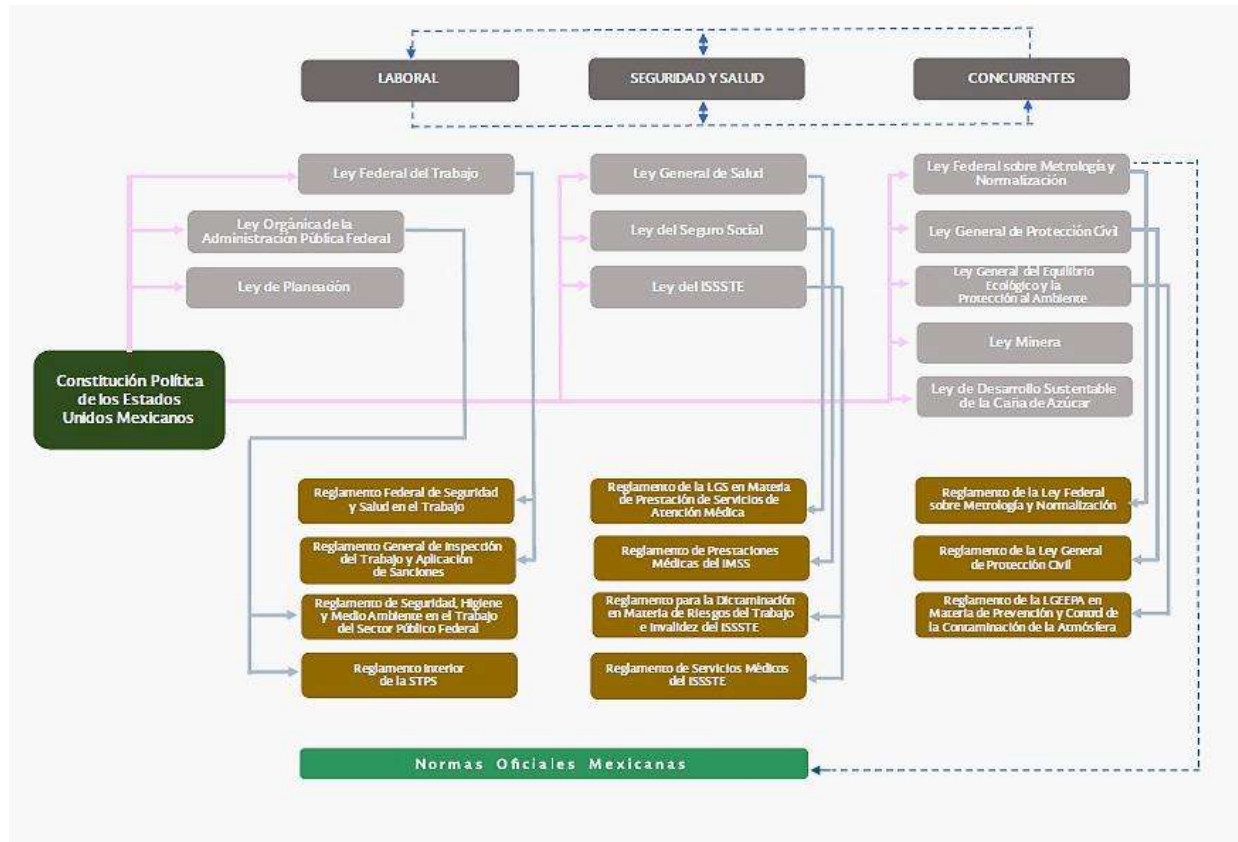 LABORAL
SEGURIDAD Y SALUD
CONCURRENTES
Ley Federal del Trabajo
Ley Orgánica de la
Administración Pública Federal
Ley de Planeación
Ley General de Salud
Ley del Seguro Social
Ley del ISSSTE
Ley Federal sobre Metrología y
Normalización
Ley General de Protección Civil
Ley General del Equilibrio
Ecológico y la
Protección al Ambiente
Ley Minera
Ley de Desarrollo Sustentable
de la Caña de Azúcar
Constitución Política
de los Estados
Unidos Mexicanos
Reglamento Federal de Seguridad
y Salud en el Trabajo
Reglamento General de Inspección
del Trabajo y Aplicación
de Sanciones
Reglamento de Seguridad, Higiene
y Medio Ambiente en el Trabajo
del Sector Público Federal
Reglamento Interior
de la STPS
Reglamento de la LGS en Materia
de Prestación de Servicios de
Atención Médica
Reglamento de Prestaciones
Médicas del IMSS
Reglamento para la Dictaminación
en Materia de Riesgos del Trabajo
e Invalidez del ISSSTE
Reglamento de Servicios Médicos
del ISSSTE
Reglamento de la Ley Federal
sobre Metrología y Normalización
Reglamento de la Ley General
de Protección Civil
Reglamento de la LGEEPA en
Materia de Prevención y Control de
la Contaminación de la Atmósfera
Normas Oficiales Mexicanas